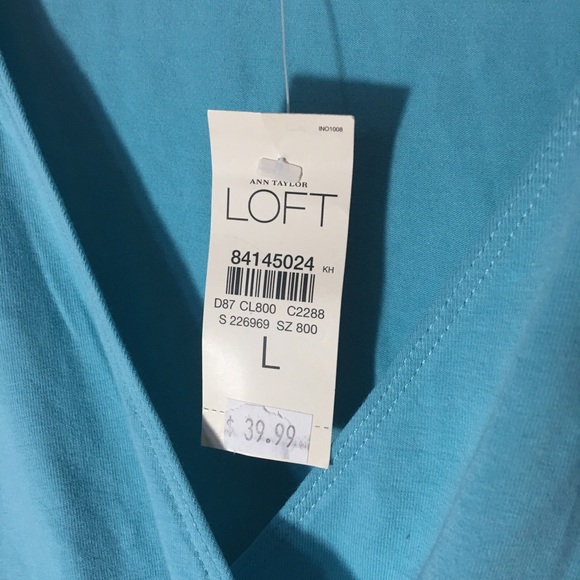 INO1008
ANN TAYLOR
LOFT
84145024 KH
D87 CL800 C2288
S 226969 SZ 800
L
$ 39.99